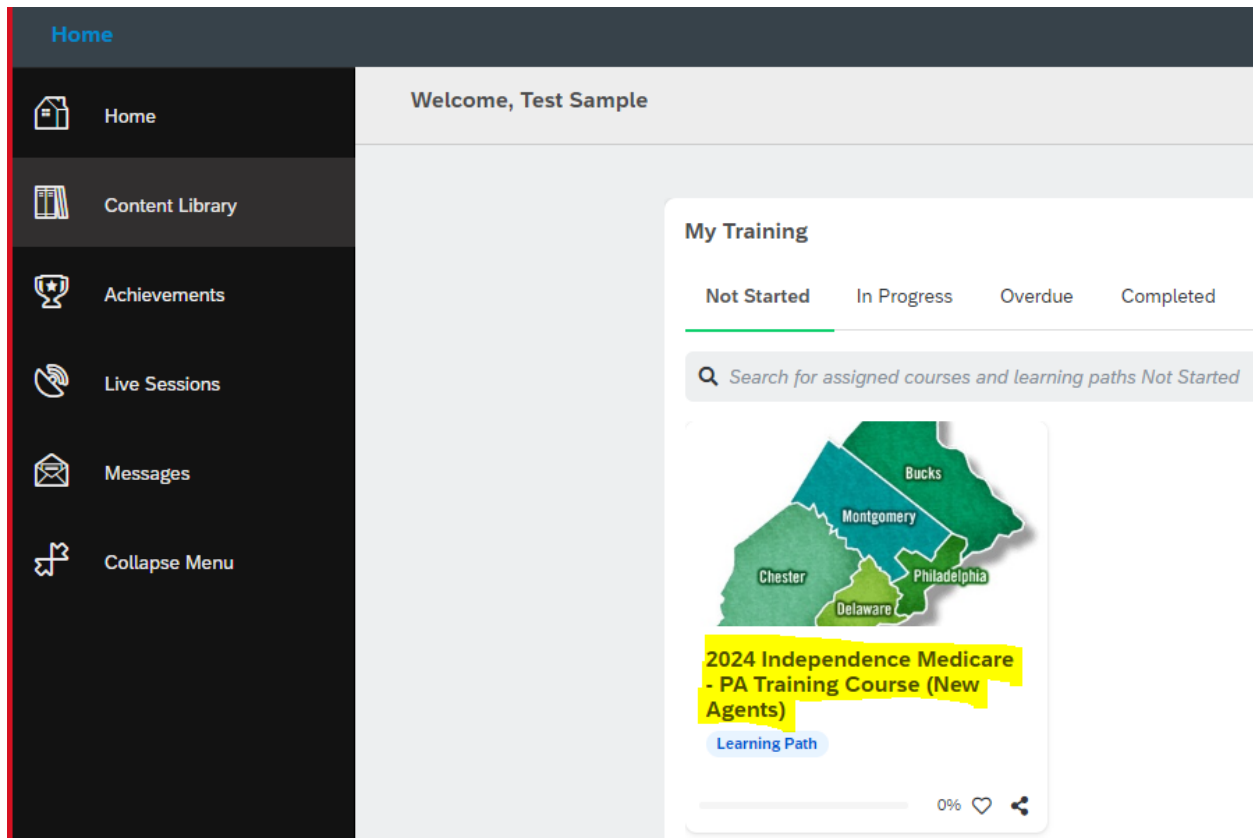 Home
Home
Content Library
Achievements
Live Sessions
Messages
Collapse Menu
Welcome, Test Sample
My Training
Not Started In Progress Overdue Completed
Search for assigned courses and learning paths Not Started
Bucks
Montgomery
Chester
Philadelphia
Delaware
2024 Independence Medicare
- PA Training Course (New
Agents)
Learning Path
0%